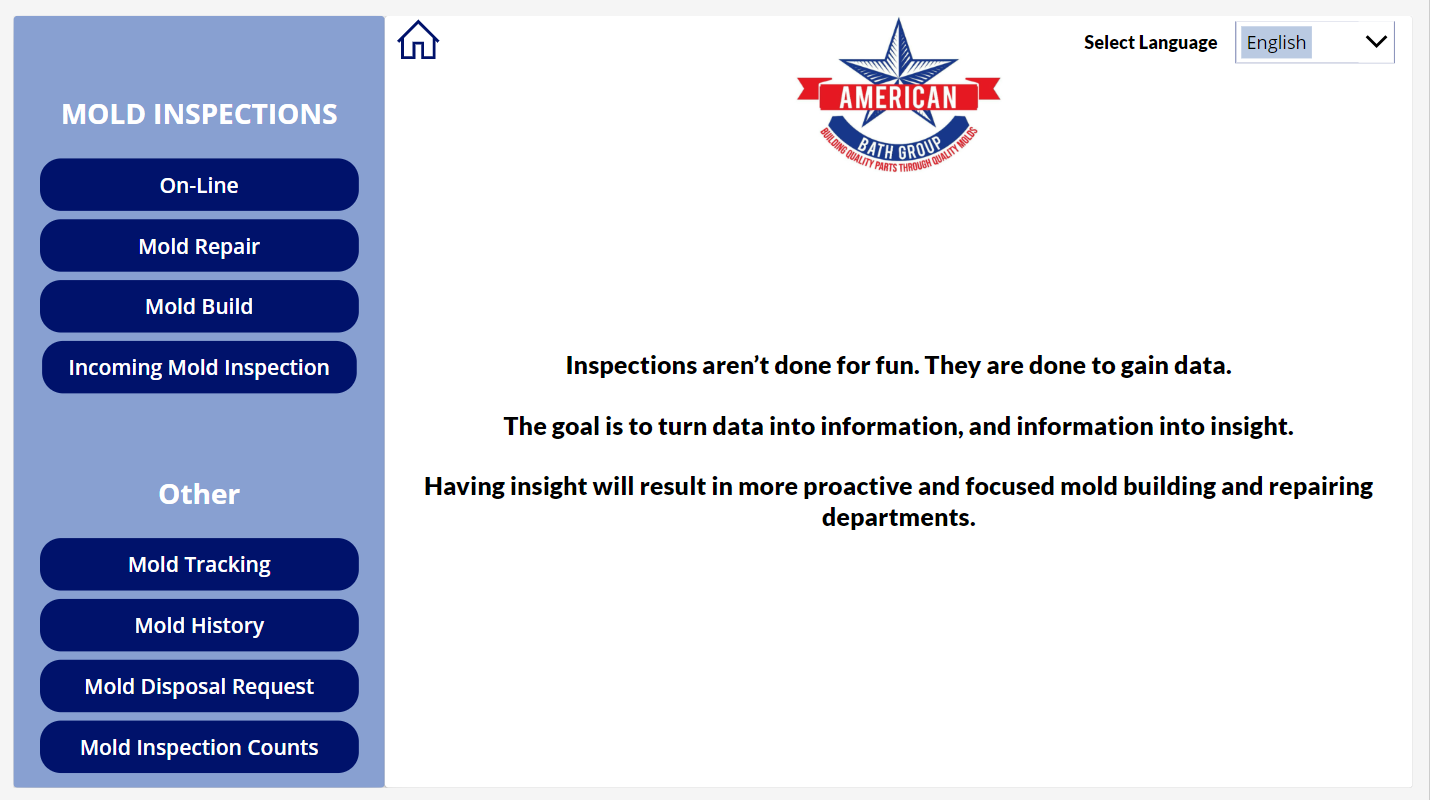 MOLD INSPECTIONS
On-Line
Mold Repair
Mold Build
Incoming Mold Inspection
Other
Mold Tracking
Mold History
Mold Disposal Request
Mold Inspection Counts
AMERICAN
BATH GROUP
BUILDING QUALITY PARTS THROUGH QUALITY MOLDS
Select Language
English
Inspections aren’t done for fun. They are done to gain data.
The goal is to turn data into information, and information into insight.
Having insight will result in more proactive and focused mold building and repairing
departments.